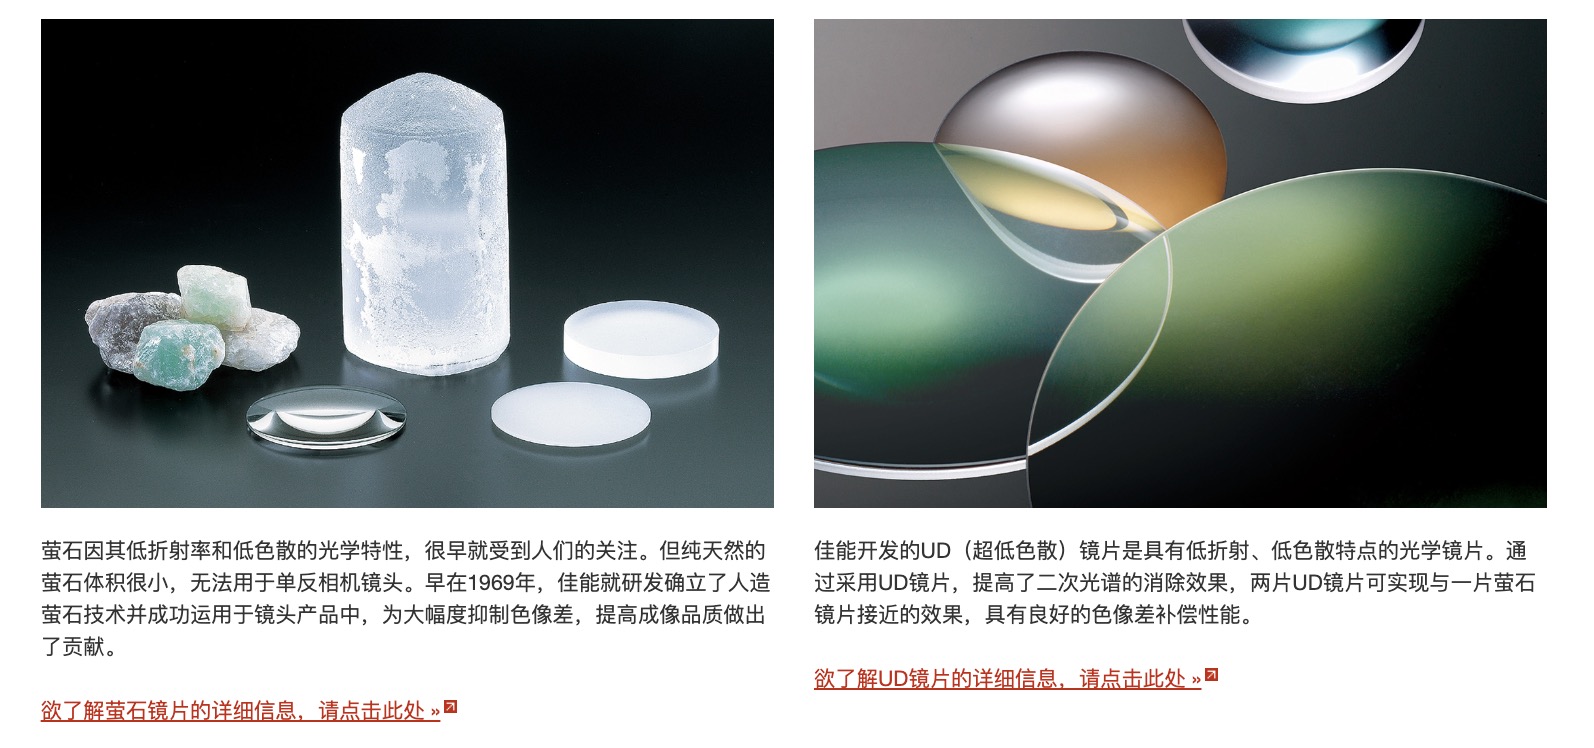 萤石因其低折射率和低色散的光学特性，很早就受到人们的关注。但纯天然的
萤石体积很小，无法用于单反相机镜头。早在1969年，佳能就研发确立了人造
萤石技术并成功运用于镜头产品中，为大幅度抑制色像差，提高成像品质做出
了贡献。
欲了解萤石镜片的详细信息，请点击此处 »
佳能开发的UD（超低色散）镜片是具有低折射、低色散特点的光学镜片。通
过采用UD镜片，提高了二次光谱的消除效果，两片UD镜片可实现与一片萤石
镜片接近的效果，具有良好的色像差补偿性能。
欲了解UD镜片的详细信息，请点击此处 »